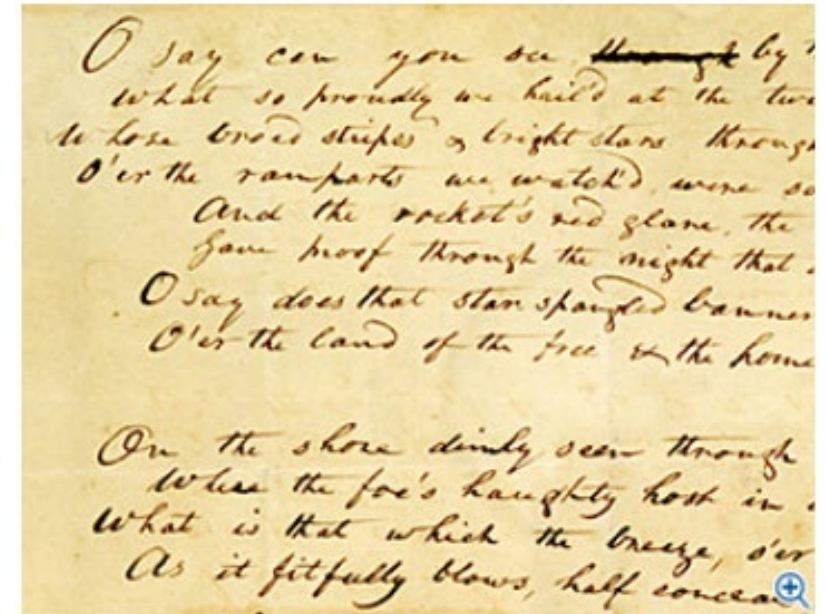 O say can you see through by
What so proudly we hail'd at the
Whose broad stripes & bright stars through
O'er the ramparts we watch'd, were
And the rocket's red glare, the
Gave proof through the night that
O say does that star spangled banner
O'er the land of the free & the home
On the shore dimly seen through
Where the foe's haughty host in
What is that which the breeze, o'er
As it fitfully blows, half